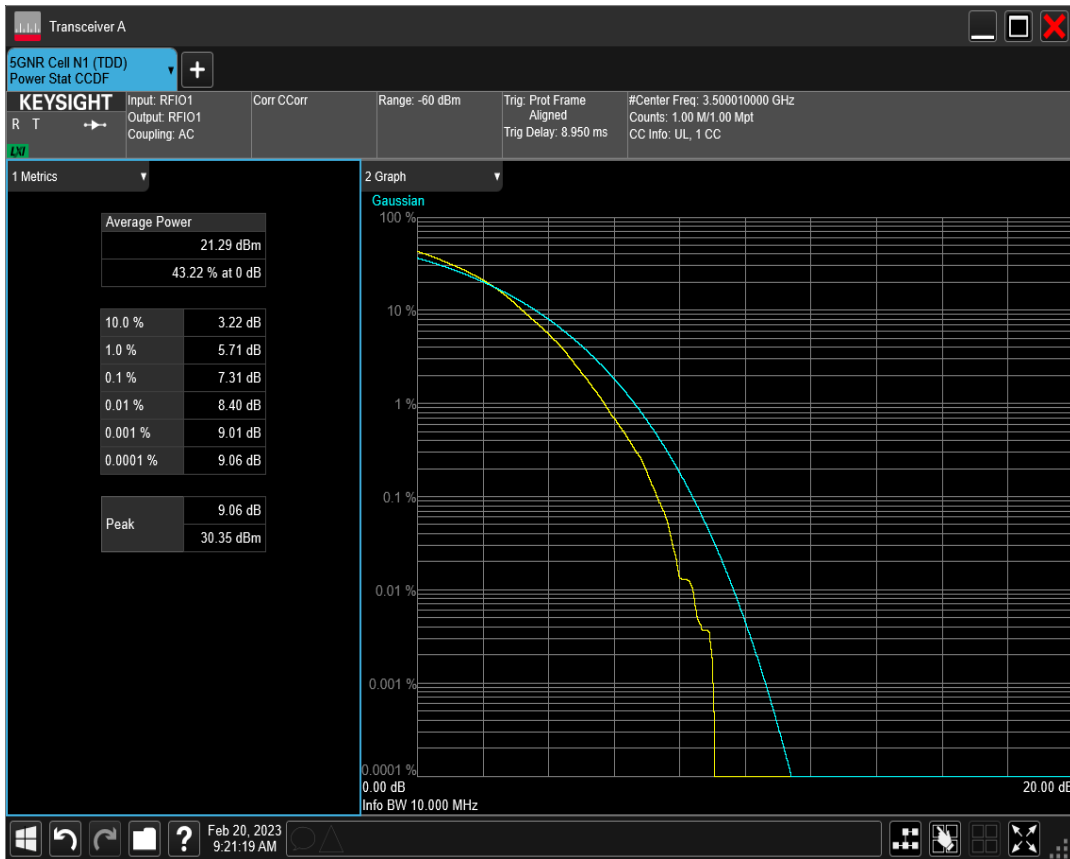 Transceiver A
5GNR Cell N1 (TDD)
Power Stat CCDF
+
KEYSIGHT
R T
LXI
Input: RFIO1
Output: RFIO1
Coupling: AC
Corr CCorr
Range: -60 dBm
Trig: Prot Frame
Aligned
Trig Delay: 8.950 ms
#Center Freq: 3.500010000 GHz
Counts: 1.00 M/1.00 Mpt
CC Info: UL, 1 CC
1 Metrics
Average Power
21.29 dBm
43.22 % at 0 dB
10.0 % 3.22 dB
1.0 % 5.71 dB
0.1 % 7.31 dB
0.01 % 8.40 dB
0.001 % 9.01 dB
0.0001 % 9.06 dB
Peak
9.06 dB
30.35 dBm
2 Graph
Gaussian
100 %
10 %
1 %
0.1 %
0.01 %
0.001 %
0.0001 %
0.00 dB 20.00 dB
Info BW 10.000 MHz
?
Feb 20, 2023
9:21:19 AM